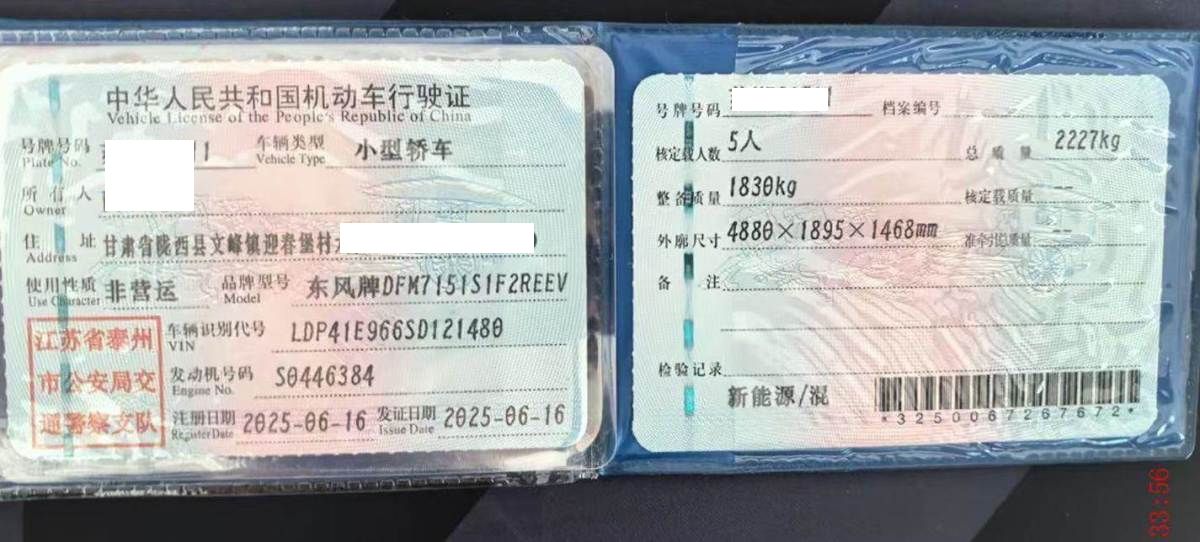 中华人民共和国机动车行驶证
Vehicle License of the People's Republic of China
号牌号码 车辆类型 小型轿车
Plate No. Vehicle Type
所有人
Owner
住址 甘肃省陇西县文峰镇迎春堡村
Address
使用性质 非营运 品牌型号 东风牌DFM7151S1F2REEV
Use Character Model
江苏省泰州
市公安局交
通警察支队
车辆识别代号 LDP41E966SD121480
VIN
发动机号码 S0446384
Engine No.
注册日期 2025-06-16 发证日期 2025-06-16
Register Date Issue Date
号牌号码 档案编号
核定载人数 5人 总质量 2227kg
整备质量 1830kg 核定载质量 --
外廓尺寸 4880×1895×1468mm 准牵引总质量 --
备注
检验记录
新能源/混
*3250067267672*
33:56